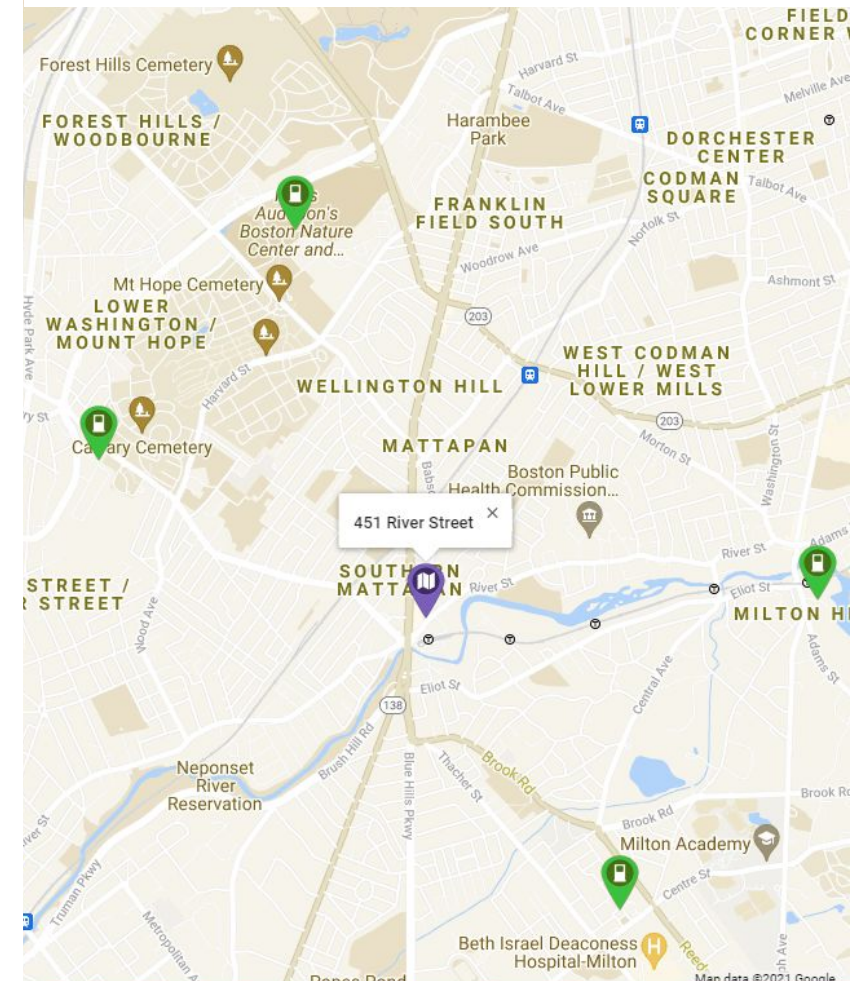 FIELD
CORNER
Forest Hills Cemetery
Harvard St
Talbot Ave
Melville Ave
FOREST HILLS /
WOODBOURNE
Harambee
Park
DORCHESTER
CENTER
CODMAN
SQUARE
Talbot Ave
FRANKLIN
FIELD SOUTH
Norfolk St
Boston Nature
Center and...
Woodrow Ave
Mt Hope Cemetery
Ashmont St
Hyde Park Ave
LOWER
WASHINGTON /
MOUNT HOPE
203
WEST CODMAN
HILL / WEST
LOWER MILLS
Harvard St
WELLINGTON HILL
203
Morton St
Washington St
Cemetery
MATTAPAN
Boston Public
Health Commission...
451 River Street
River St
Adams
SOUTH
River St
Eliot St
STREET /
STREET
MILTON
Wood Ave
Adams St
Central Ave
Eliot St
138
Brush Hill Rd
Blue Hills Pkwy
Thacher St
Brook Rd
Neponset
River
Reservation
Brook
Brook Rd
Milton Academy
Truman Pkwy
Centre St
Metropolitan
Beth Israel Deaconess
Hospital-Milton
H
Map data ©2021 Google